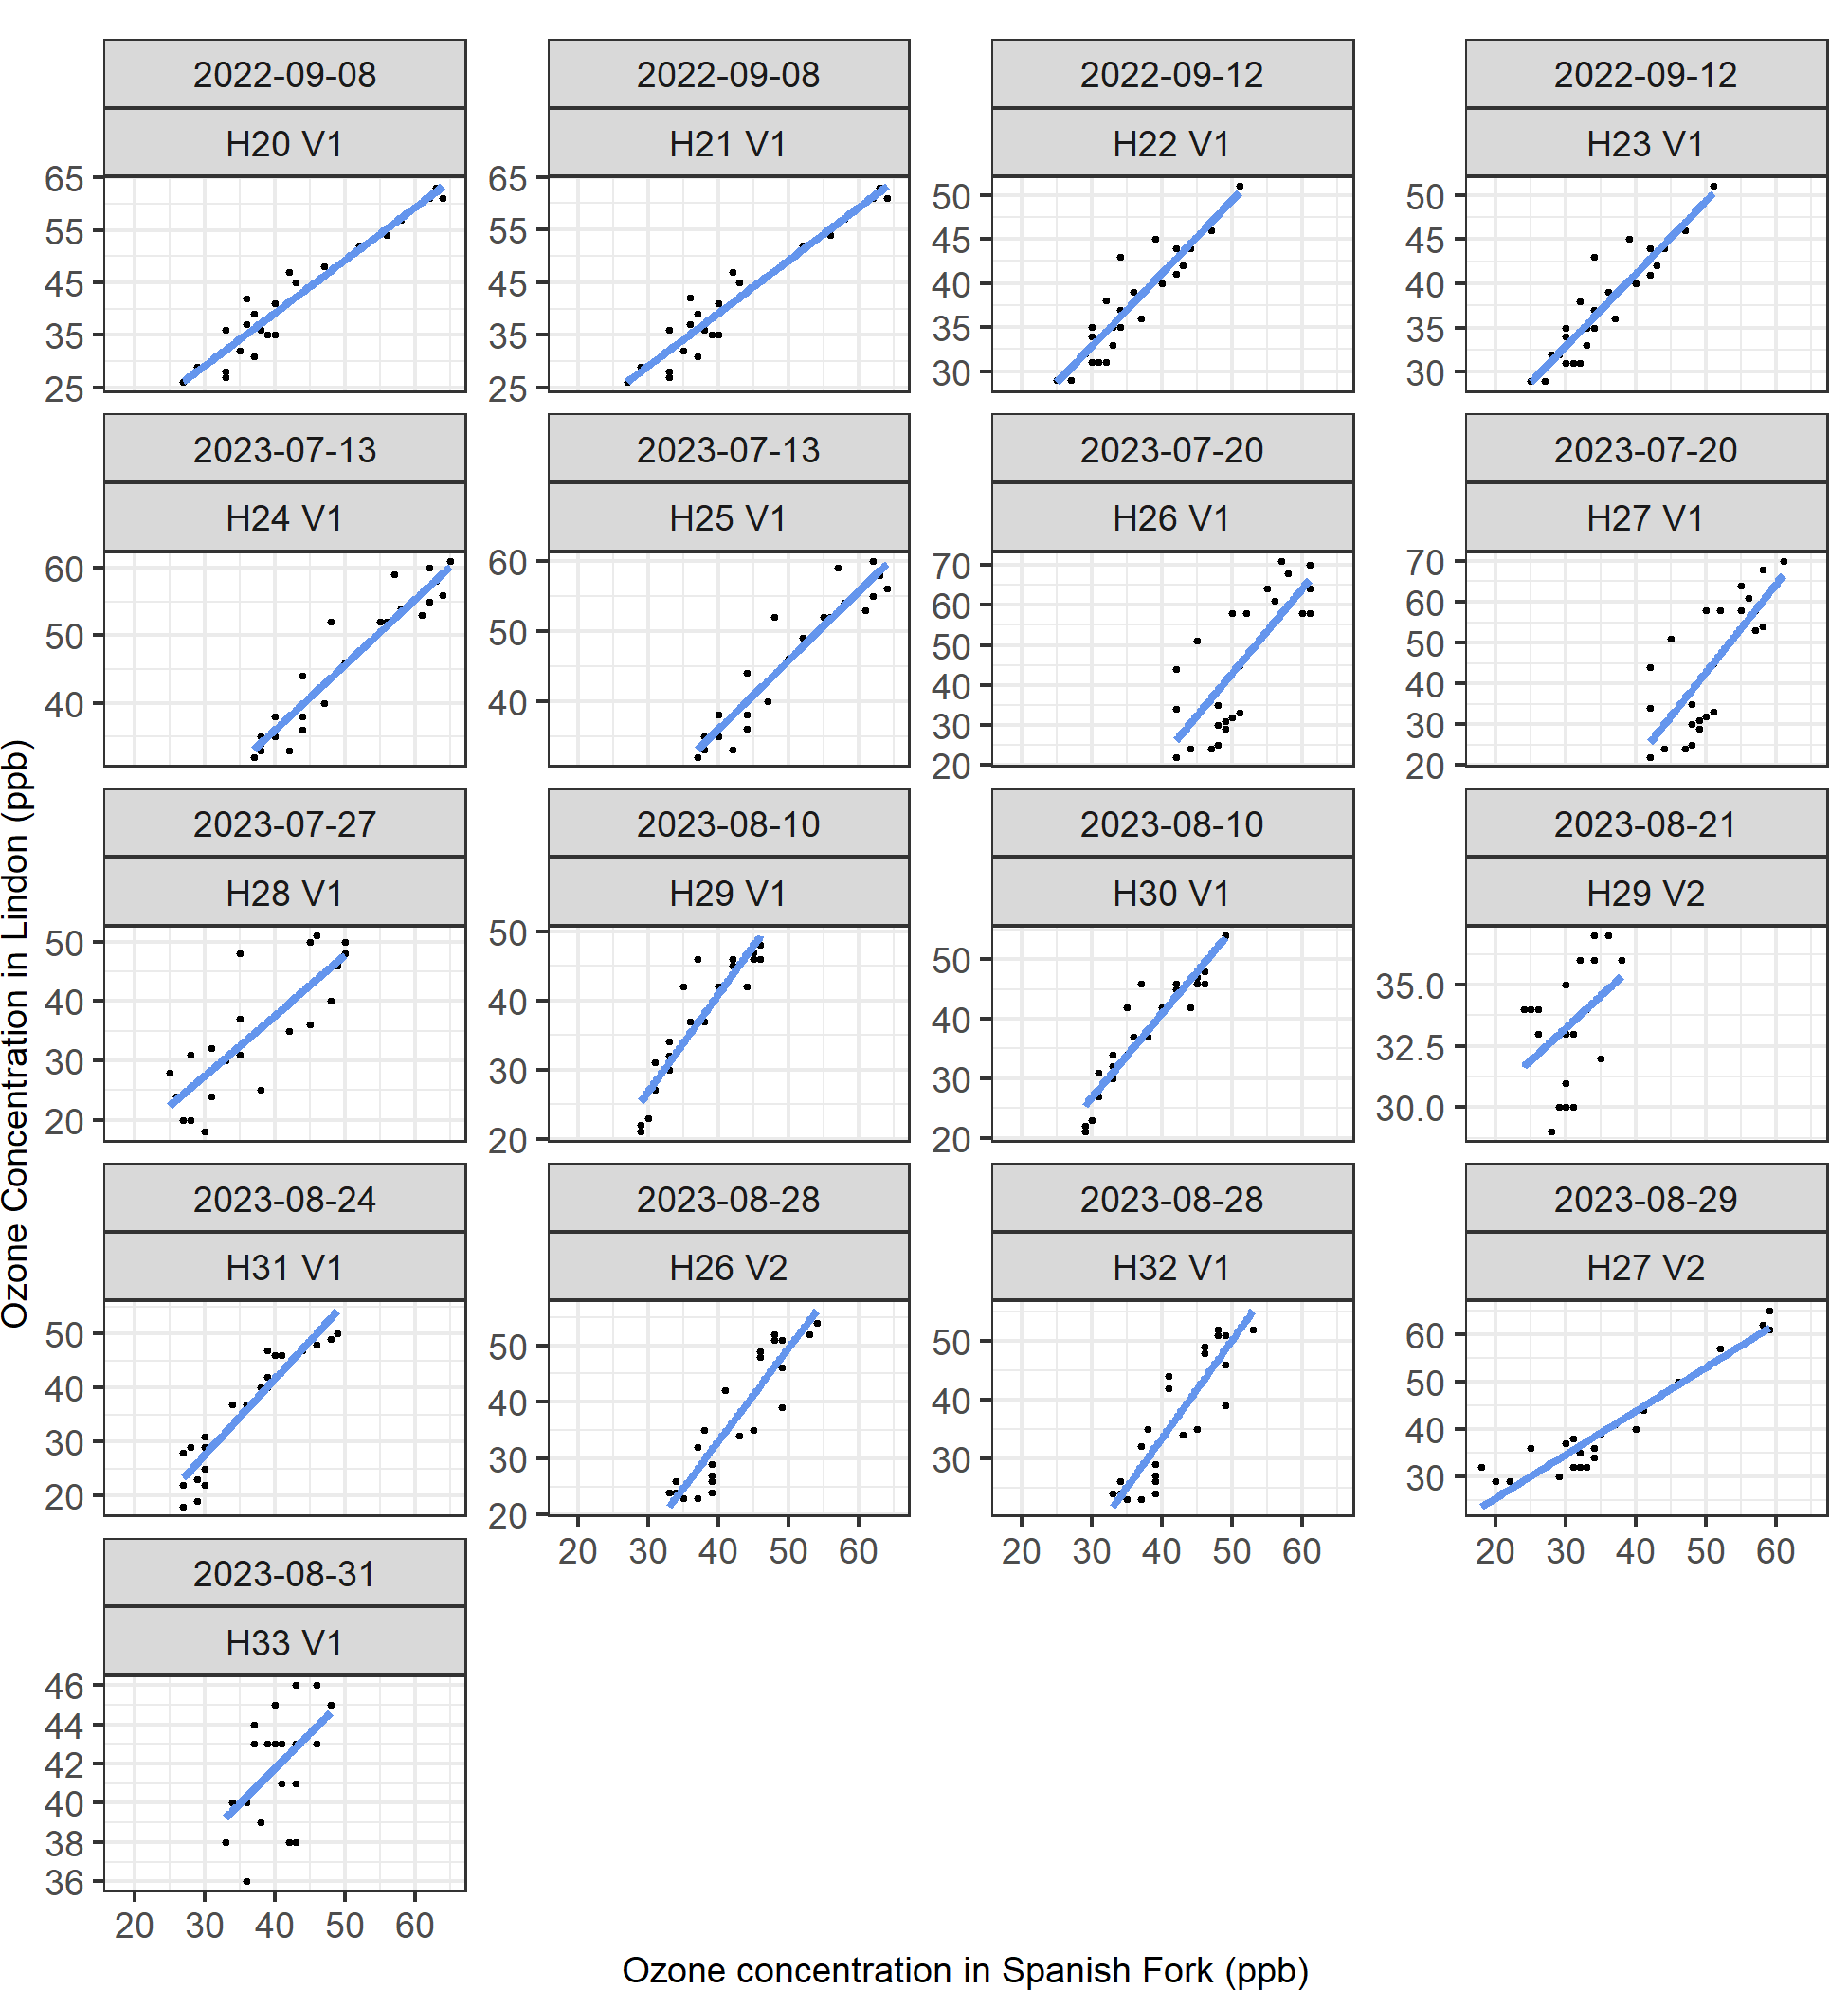 2022-09-08 2022-09-08 2022-09-12 2022-09-12
H20 V1 H21 V1 H22 V1 H23 V1
65 55 45 35 25
65 55 45 35 25
50 45 40 35 30
50 45 40 35 30
2023-07-13 2023-07-13 2023-07-20 2023-07-20
H24 V1 H25 V1 H26 V1 H27 V1
60 50 40
60 50 40
70 60 50 40 30 20
70 60 50 40 30 20
2023-07-27 2023-08-10 2023-08-10 2023-08-21
H28 V1 H29 V1 H30 V1 H29 V2
50 40 30 20
50 40 30 20
50 40 30 20
35.0 32.5 30.0
2023-08-24 2023-08-28 2023-08-28 2023-08-29
H31 V1 H26 V2 H32 V1 H27 V2
50 40 30 20
50 40 30 20
50 40 30
60 50 40 30
20 30 40 50 60
20 30 40 50 60
20 30 40 50 60
2023-08-31
H33 V1
46 44 42 40 38 36
20 30 40 50 60
Ozone Concentration in Lindon (ppb)
Ozone concentration in Spanish Fork (ppb)